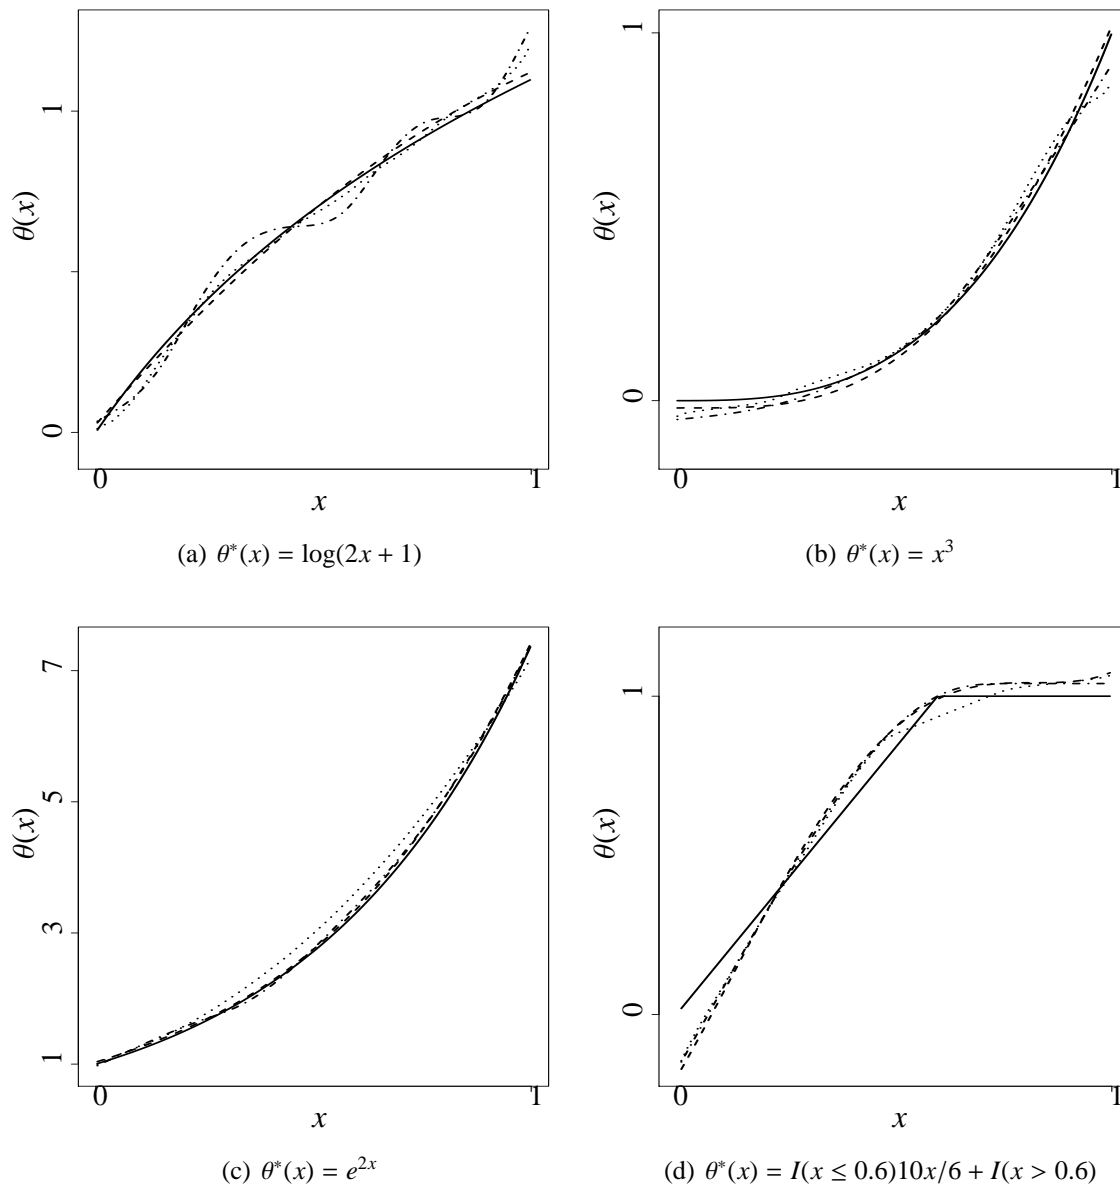 1
0
θ(x)
0
1
x
(a) θ*(x) = log(2x + 1)
1
0
θ(x)
0
1
x
(b) θ*(x) = x³
7
5
3
1
θ(x)
0
1
x
(c) θ*(x) = e²ˣ
1
0
θ(x)
0
1
x
(d) θ*(x) = I(x ≤ 0.6)10x/6 + I(x > 0.6)